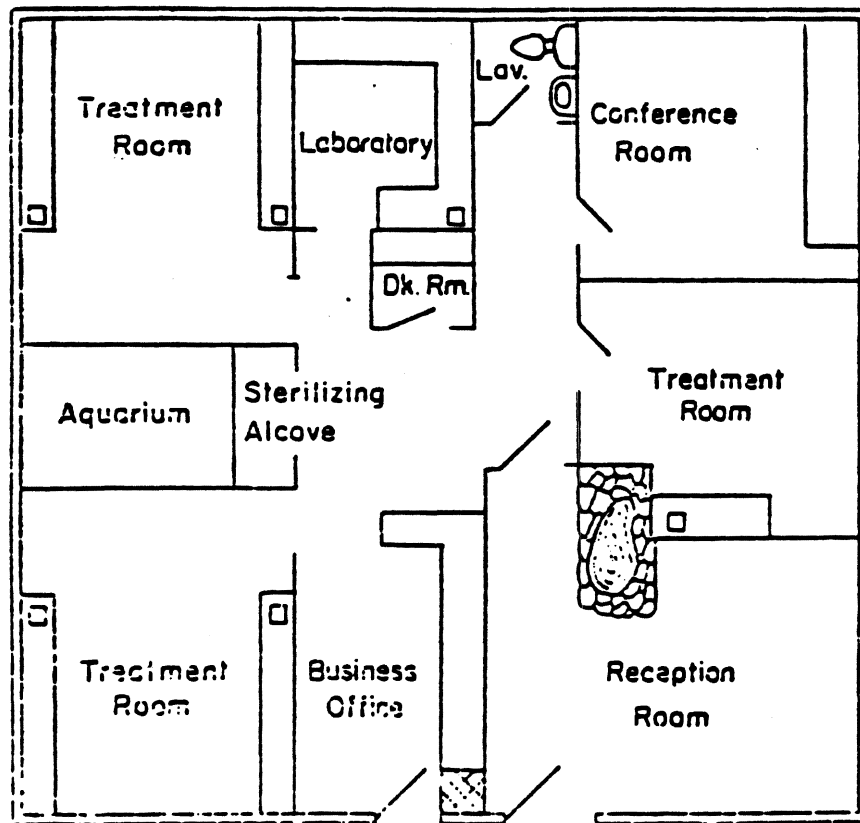 Treatment
Room
Laboratory
Lav.
Conference
Room
Dk. Rm.
Aquarium
Sterilizing
Alcove
Treatment
Room
Treatment
Room
Business
Office
Reception
Room